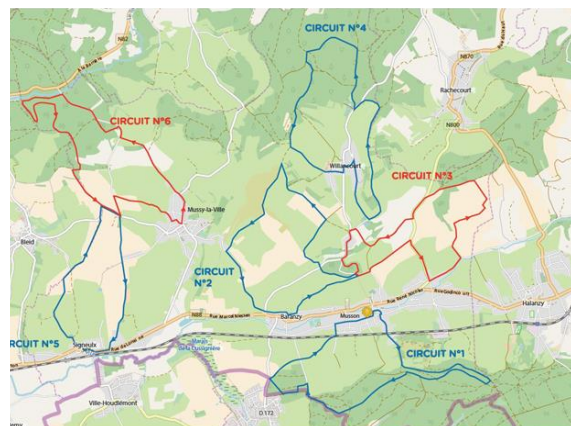 CIRCUIT N°4
N82
N870
Rachecourt
CIRCUIT N°6
N800
Willancourt
CIRCUIT N°3
Mussy-la-Ville
Bleid
CIRCUIT
N°2
Halanzy
N88
Baranzy
Musson
CIRCUIT N°5
Signeulx
CIRCUIT N°1
Ville-Houdlémont
D 172